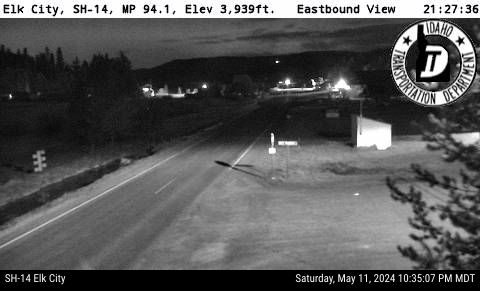 Elk City, SH-14, MP 94.1, Elev 3,939ft. Eastbound View 21:27:36
IDAHO
ID
TRANSPORTATION DEPARTMENT
SH-14 Elk City Saturday, May 11, 2024 10:35:07 PM MDT